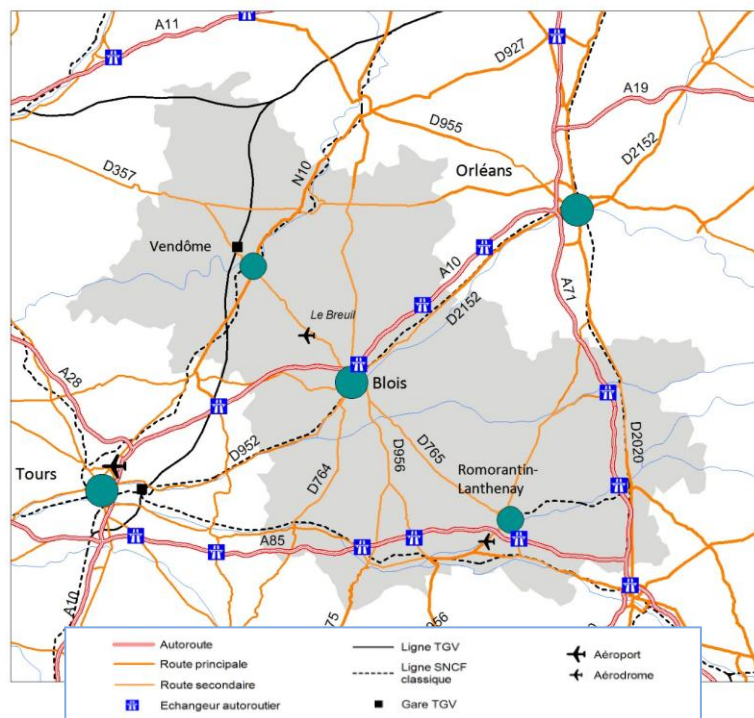 A11
D927
A19
D955
D2152
Orléans
N10
D357
Vendôme
A10
A71
Le Breuil
D2152
A28
Blois
D952
D764
D956
D765
D2020
Romorantin-
Lanthenay
Tours
A85
A10
Autoroute
Route principale
Route secondaire
Echangeur autoroutier
Ligne TGV
Ligne SNCF
classique
Gare TGV
Aéroport
Aérodrome